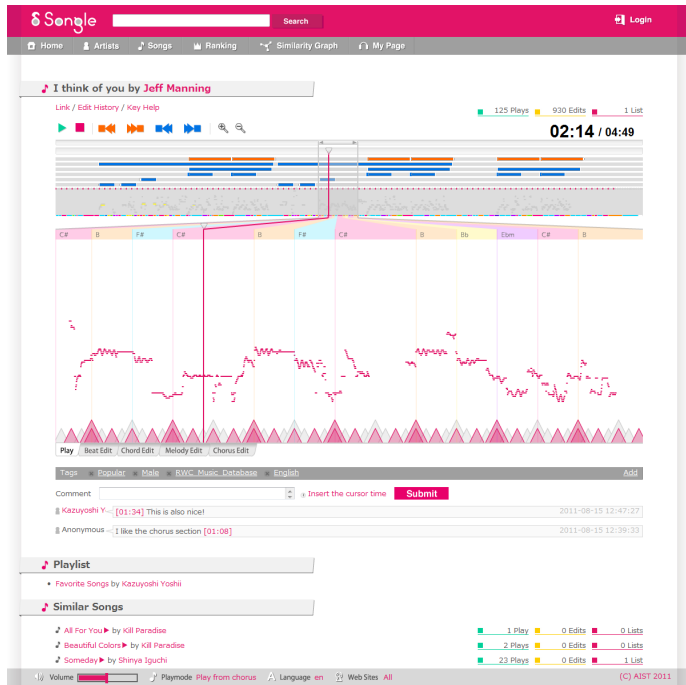 Songle Search Login
Home Artists Songs Ranking Similarity Graph My Page
I think of you by Jeff Manning
Link / Edit History / Key Help
125 Plays 930 Edits 1 List
02:14 / 04:49
C# B F# C# B F# C# B Bb Ebm C# B
Play Beat Edit Chord Edit Melody Edit Chorus Edit
Tags Popular Male RWC Music Database English Add
Comment Insert the cursor time Submit
Kazuyoshi Y [01:34] This is also nice! 2011-08-15 12:47:27
Anonymous I like the chorus section [01:08] 2011-08-15 12:39:33
Playlist
• Favorite Songs by Kazuyoshi Yoshii
Similar Songs
All For You by Kill Paradise 1 Play 0 Edits 0 Lists
Beautiful Colors by Kill Paradise 2 Plays 0 Edits 0 Lists
Someday by Shinya Iguchi 23 Plays 0 Edits 1 List
Volume Playmode Play from chorus Language en Web Sites All (C) AIST 2011